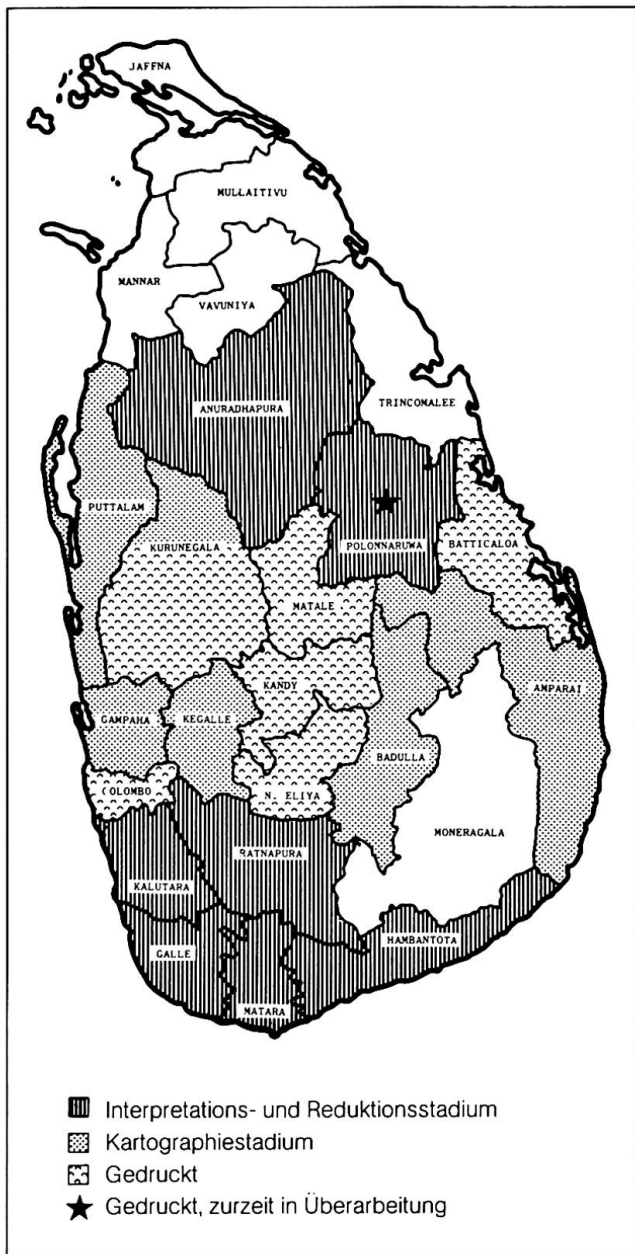 JAFFNA
MULLAITIVU
MANNAR
VAVUNIYA
ANURADHAPURA
TRINCOMALEE
PUTTALAM
KURUNEGALA
POLONNARUWA
BATTICALOA
MATALE
KANDY
AMPARAI
GAMPAHA
KEGALLE
BADULLA
COLOMBO
N. ELIYA
MONERAGALA
RATNAPURA
KALUTARA
HAMBANTOTA
GALLE
MATARA
Interpretations- und Reduktionsstadium
Kartographiestadium
Gedruckt
Gedruckt, zurzeit in Überarbeitung